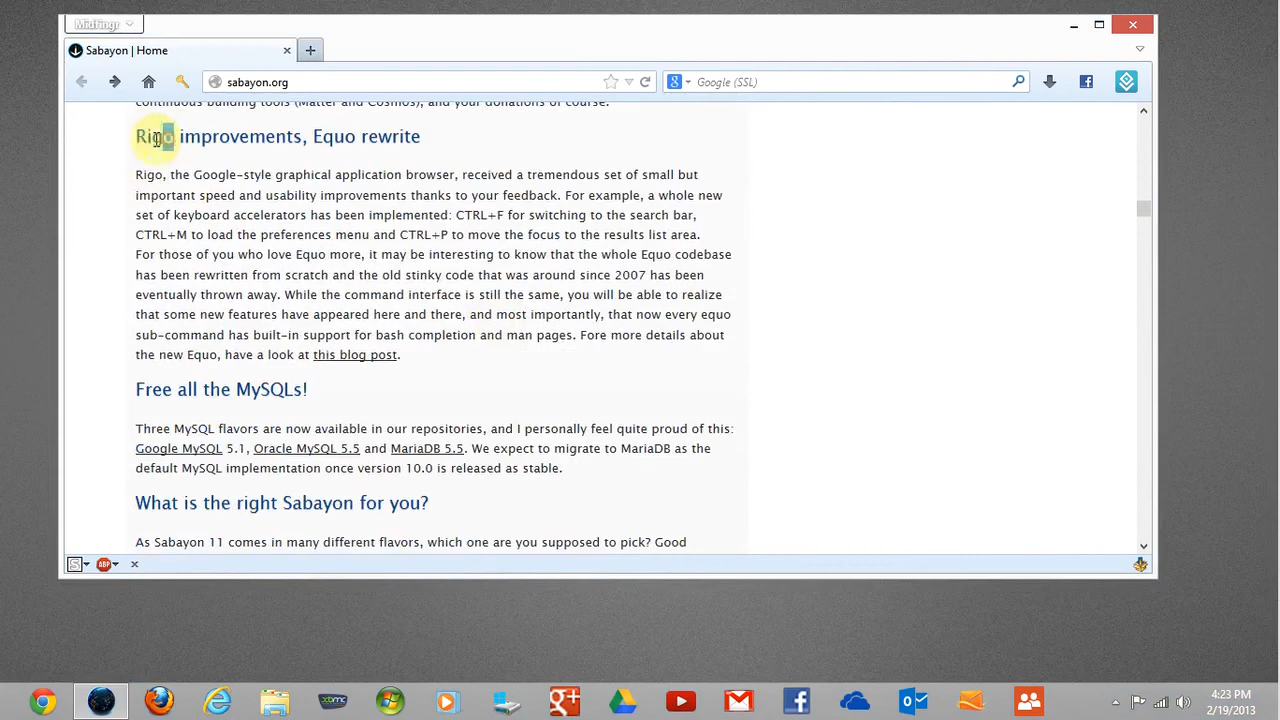 Midfingr
Sabayon | Home
sabayon.org
Google (SSL)
continuous building tools (Matter and Cosmos), and your donations of course.
Rigo improvements, Equo rewrite
Rigo, the Google-style graphical application browser, received a tremendous set of small but
important speed and usability improvements thanks to your feedback. For example, a whole new
set of keyboard accelerators has been implemented: CTRL+F for switching to the search bar,
CTRL+M to load the preferences menu and CTRL+P to move the focus to the results list area.
For those of you who love Equo more, it may be interesting to know that the whole Equo codebase
has been rewritten from scratch and the old stinky code that was around since 2007 has been
eventually thrown away. While the command interface is still the same, you will be able to realize
that some new features have appeared here and there, and most importantly, that now every equo
sub-command has built-in support for bash completion and man pages. Fore more details about
the new Equo, have a look at this blog post.
Free all the MySQLs!
Three MySQL flavors are now available in our repositories, and I personally feel quite proud of this:
Google MySQL 5.1, Oracle MySQL 5.5 and MariaDB 5.5. We expect to migrate to MariaDB as the
default MySQL implementation once version 10.0 is released as stable.
What is the right Sabayon for you?
As Sabayon 11 comes in many different flavors, which one are you supposed to pick? Good
ABP
xbmc
4:23 PM
2/19/2013